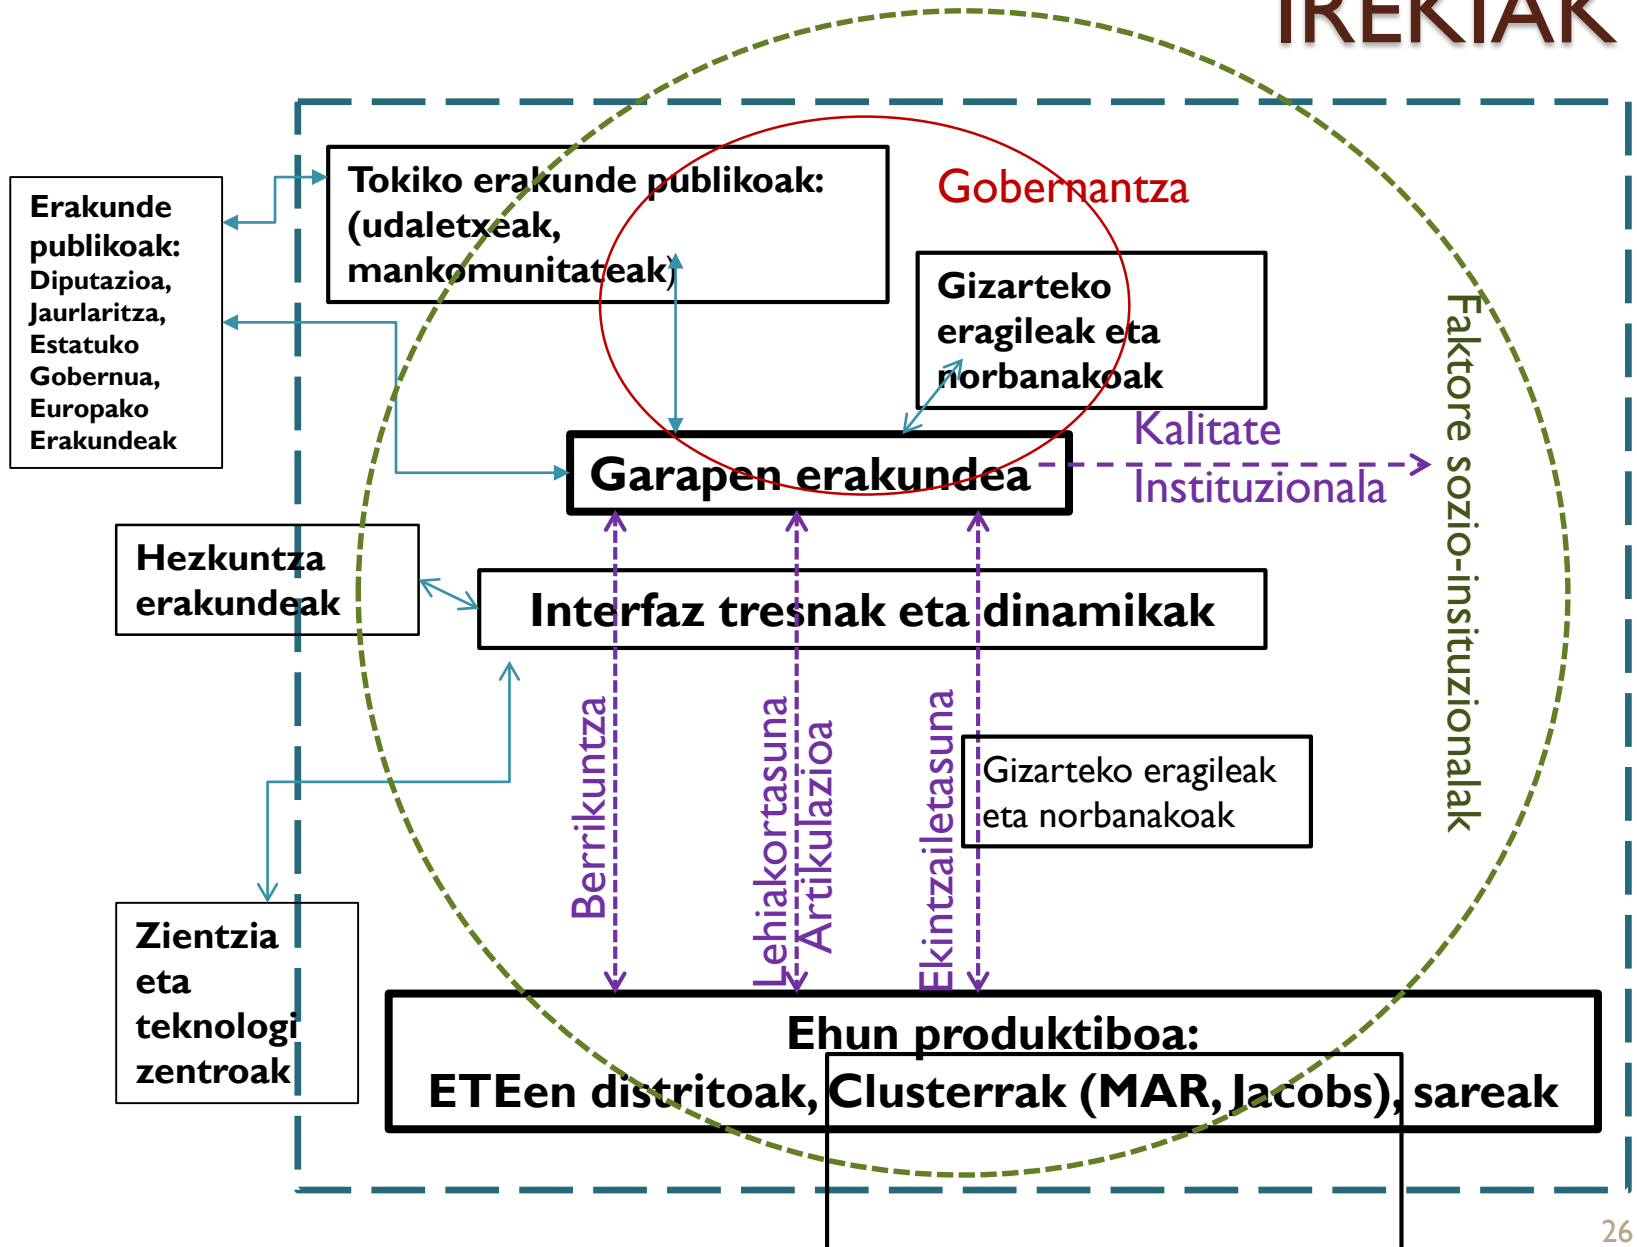 IREKIAK
Tokiko erakunde publikoak:
(udaletxeak,
mankomunitateak)
Gobernantza
Erakunde
publikoak:
Diputazioa,
Jaurlaritza,
Estatuko
Gobernua,
Europako
Erakundeak
Gizarteko
eragileak eta
norbanakoak
Faktore sozio-insituzionalak
Kalitate
Instituzionala
Garapen erakundea
Hezkuntza
erakundeak
Interfaz tresnak eta dinamikak
Berrikuntza
Lehiakortasuna
Artikulazioa
Ekintzailetasuna
Gizarteko eragileak
eta norbanakoak
Zientzia
eta
teknologi
zentroak
Ehun produktiboa:
ETEen distritoak, Clusterrak (MAR, Jacobs), sareak
26